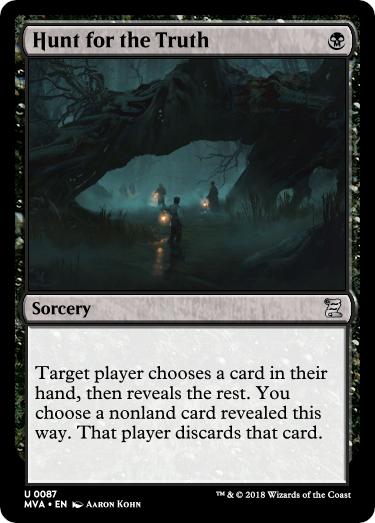 Hunt for the Truth
Sorcery
Target player chooses a card in their
hand, then reveals the rest. You
choose a nonland card revealed this
way. That player discards that card.
U 0087
MVA • EN Aaron Kohn
™ & © 2018 Wizards of the Coast